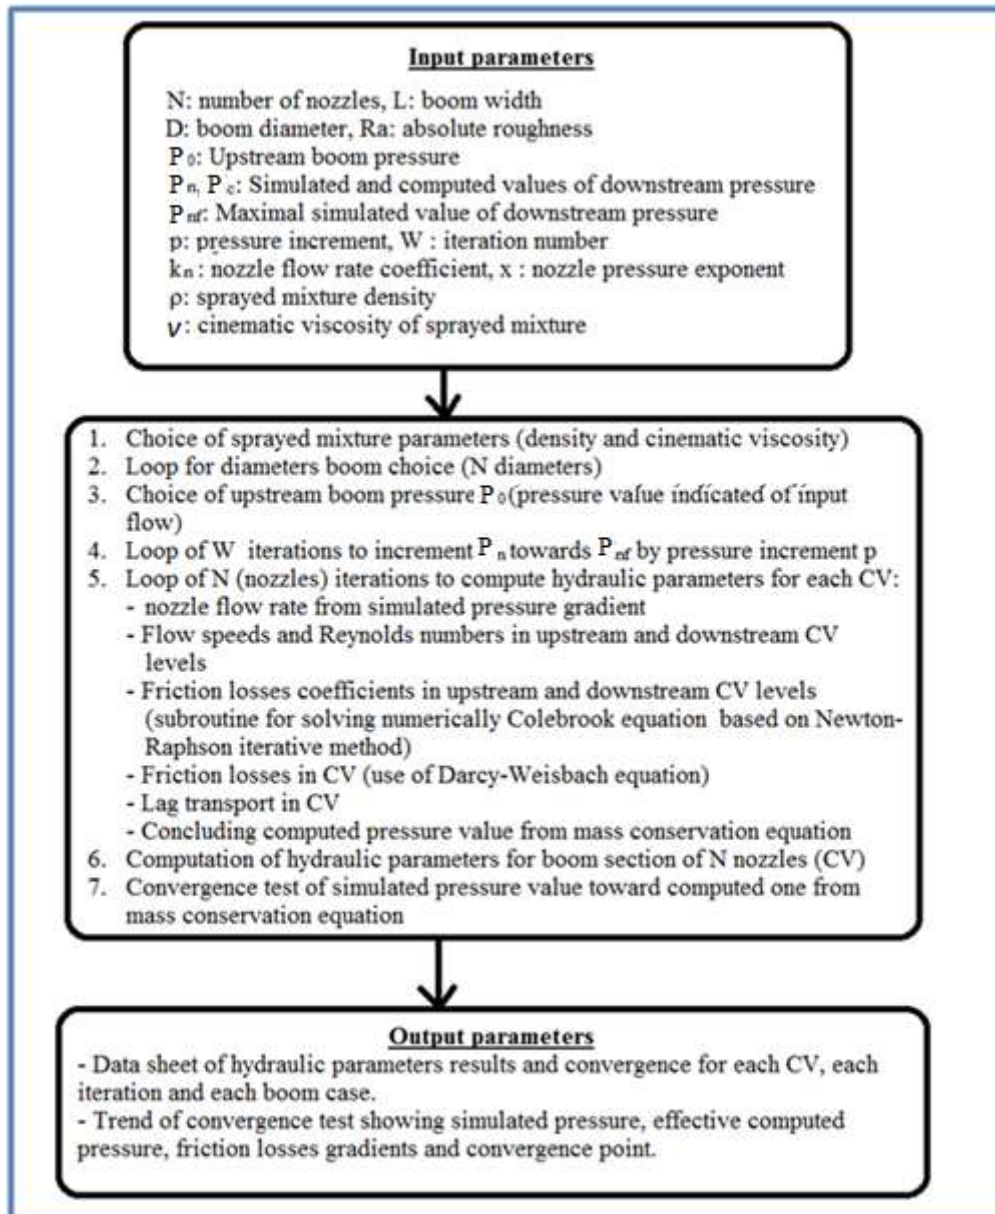 Input parameters
N: number of nozzles, L: boom width
D: boom diameter, Ra: absolute roughness
P0: Upstream boom pressure
Pn, Pc: Simulated and computed values of downstream pressure
Pnf: Maximal simulated value of downstream pressure
p: pressure increment, W : iteration number
kn : nozzle flow rate coefficient, x : nozzle pressure exponent
ρ: sprayed mixture density
ν: cinematic viscosity of sprayed mixture
1. Choice of sprayed mixture parameters (density and cinematic viscosity)
2. Loop for diameters boom choice (N diameters)
3. Choice of upstream boom pressure P0 (pressure value indicated of input
flow)
4. Loop of W iterations to increment Pn towards Pnf by pressure increment p
5. Loop of N (nozzles) iterations to compute hydraulic parameters for each CV:
- nozzle flow rate from simulated pressure gradient
- Flow speeds and Reynolds numbers in upstream and downstream CV
levels
- Friction losses coefficients in upstream and downstream CV levels
(subroutine for solving numerically Colebrook equation based on Newton-
Raphson iterative method)
- Friction losses in CV (use of Darcy-Weisbach equation)
- Lag transport in CV
- Concluding computed pressure value from mass conservation equation
6. Computation of hydraulic parameters for boom section of N nozzles (CV)
7. Convergence test of simulated pressure value toward computed one from
mass conservation equation
Output parameters
- Data sheet of hydraulic parameters results and convergence for each CV, each
iteration and each boom case.
- Trend of convergence test showing simulated pressure, effective computed
pressure, friction losses gradients and convergence point.